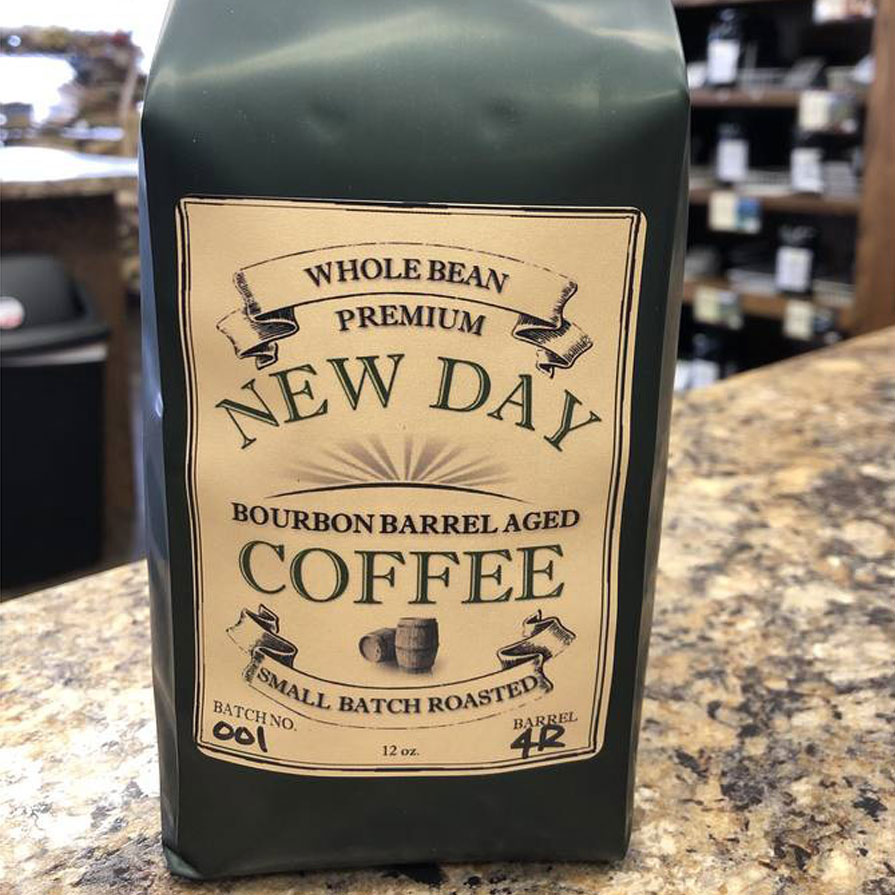 WHOLE BEAN
PREMIUM
NEW DAY
BOURBON BARREL AGED
COFFEE
SMALL BATCH ROASTED
BATCH NO. BARREL
001 12 oz. 4R